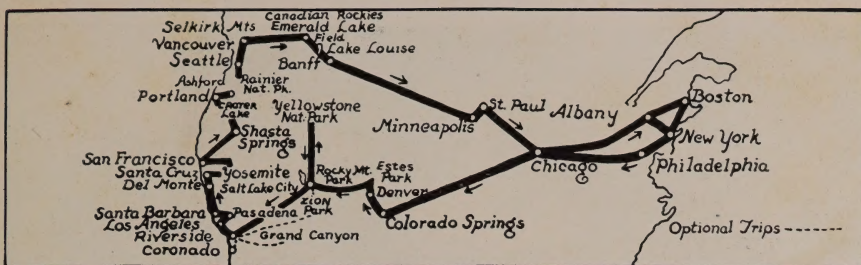 Canadian Rockies
Selkirk Mts
Emerald Lake
Field
Vancouver
Lake Louise
Seattle
Banff
Ashford
Rainier
Nat. Pk.
Portland
Crater
Lake
Yellowstone
Nat. Park
Shasta
Springs
Minneapolis
St. Paul
Albany
Boston
New York
Chicago
Philadelphia
San Francisco
Santa Cruz
Yosemite
Del Monte
Salt Lake City
Rocky Mt.
Park
Estes
Park
Denver
Zion
Park
Colorado Springs
Santa Barbara
Pasadena
Los Angeles
Riverside
Grand Canyon
Coronado
Optional Trips